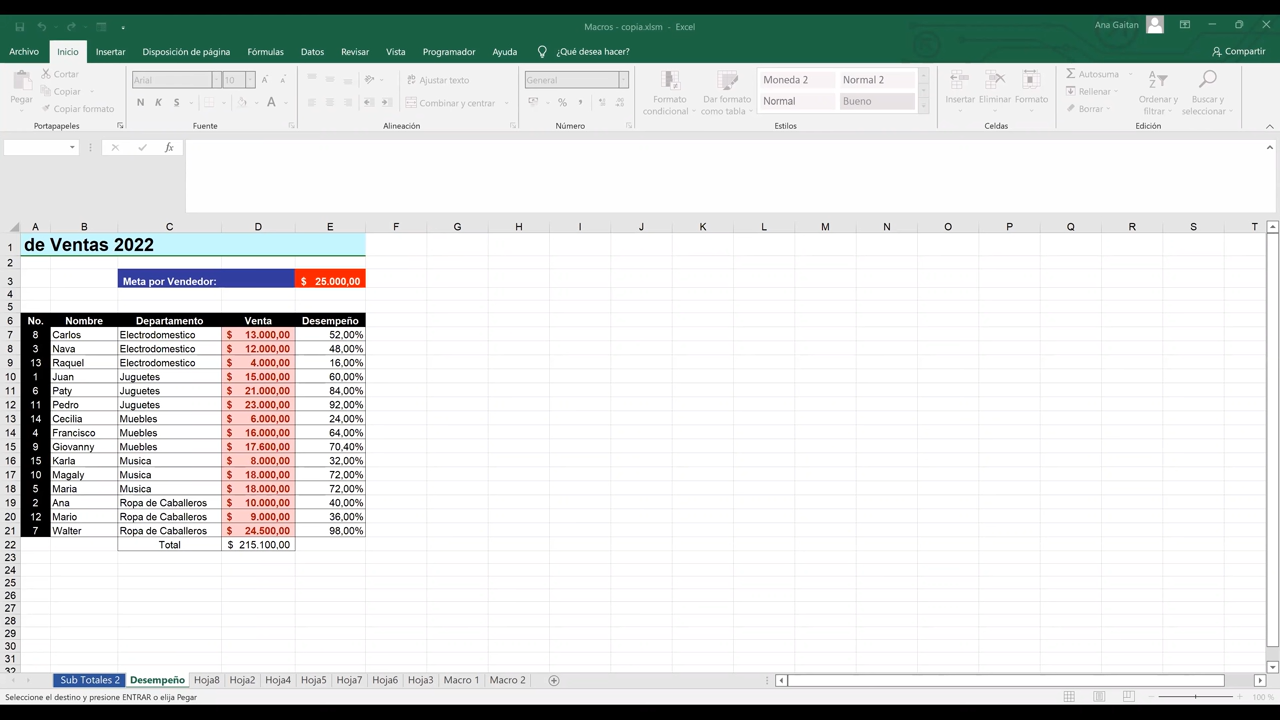 Macros - copia.xlsm - Excel
Ana Gaitan
Archivo Inicio Insertar Disposición de página Fórmulas Datos Revisar Vista Programador Ayuda ¿Qué desea hacer? Compartir
Pegar
Cortar
Copiar
Copiar formato
Portapapeles
Arial 10
N K S
Fuente
Ajustar texto
Combinar y centrar
Alineación
General
%
Número
Formato condicional
Dar formato como tabla
Moneda 2 Normal 2
Normal Bueno
Estilos
Insertar Eliminar Formato
Celdas
Autosuma
Rellenar
Borrar
Ordenar y filtrar
Buscar y seleccionar
Edición
fx
A B C D E F G H I J K L M N O P Q R S T
1 de Ventas 2022
2
3 Meta por Vendedor: $ 25.000,00
4
5
6 No. Nombre Departamento Venta Desempeño
7 8 Carlos Electrodomestico $ 13.000,00 52,00%
8 3 Nava Electrodomestico $ 12.000,00 48,00%
9 13 Raquel Electrodomestico $ 4.000,00 16,00%
10 1 Juan Juguetes $ 15.000,00 60,00%
11 6 Paty Juguetes $ 21.000,00 84,00%
12 11 Pedro Juguetes $ 23.000,00 92,00%
13 14 Cecilia Muebles $ 6.000,00 24,00%
14 4 Francisco Muebles $ 16.000,00 64,00%
15 9 Giovanny Muebles $ 17.600,00 70,40%
16 15 Karla Musica $ 8.000,00 32,00%
17 10 Magaly Musica $ 18.000,00 72,00%
18 5 Maria Musica $ 18.000,00 72,00%
19 2 Ana Ropa de Caballeros $ 10.000,00 40,00%
20 12 Mario Ropa de Caballeros $ 9.000,00 36,00%
21 7 Walter Ropa de Caballeros $ 24.500,00 98,00%
22 Total $ 215.100,00
23
24
25
26
27
28
29
30
31
32
Sub Totales 2 Desempeño Hoja8 Hoja2 Hoja4 Hoja5 Hoja7 Hoja6 Hoja3 Macro 1 Macro 2
Seleccione el destino y presione ENTRAR o elija Pegar
100 %